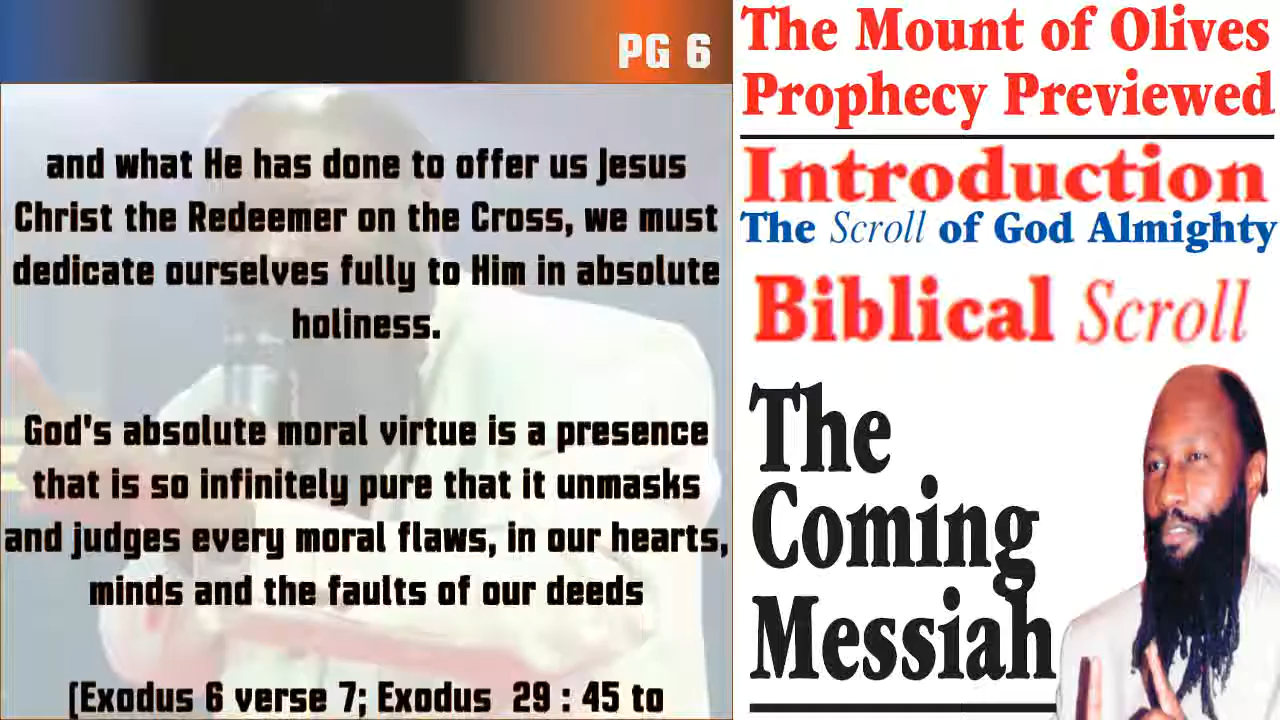 PG 6
and what He has done to offer us Jesus
Christ the Redeemer on the Cross, we must
dedicate ourselves fully to Him in absolute
holiness.
God's absolute moral virtue is a presence
that is so infinitely pure that it unmasks
and judges every moral flaws, in our hearts,
minds and the faults of our deeds
[Exodus 6 verse 7; Exodus 29 : 45 to
The Mount of Olives
Prophecy Previewed
Introduction
The Scroll of God Almighty
Biblical Scroll
The
Coming
Messiah